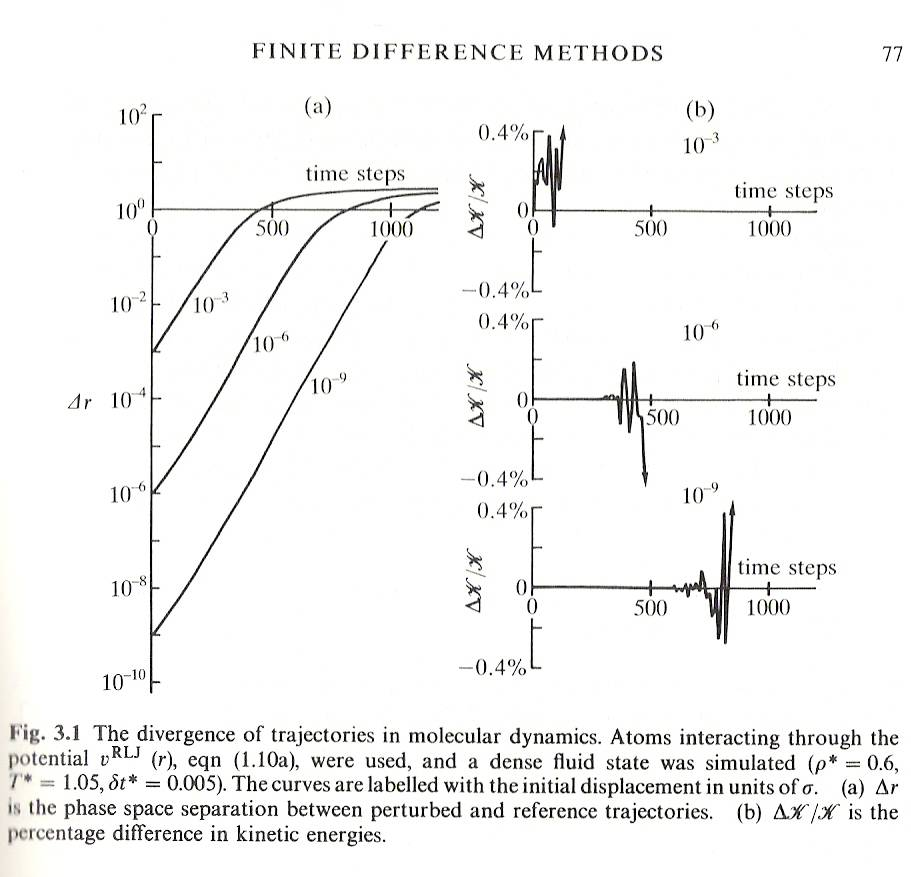 FINITE DIFFERENCE METHODS 77
(a)
10²
time steps
10⁰
0 500 1000
10⁻²
10⁻³
10⁻⁶
Δr 10⁻⁴
10⁻⁹
10⁻⁶
10⁻⁸
10⁻¹⁰
(b)
0.4%
10⁻³
Δ𝒦/𝒦
time steps
0
0 500 1000
−0.4%
0.4%
10⁻⁶
Δ𝒦/𝒦
time steps
0
0 500 1000
−0.4%
10⁻⁹
0.4%
Δ𝒦/𝒦
time steps
0
0 500 1000
−0.4%
Fig. 3.1 The divergence of trajectories in molecular dynamics. Atoms interacting through the
potential vᴿᴸᴶ (r), eqn (1.10a), were used, and a dense fluid state was simulated (ρ* = 0.6,
T* = 1.05, δt* = 0.005). The curves are labelled with the initial displacement in units of σ. (a) Δr
is the phase space separation between perturbed and reference trajectories. (b) Δ𝒦/𝒦 is the
percentage difference in kinetic energies.